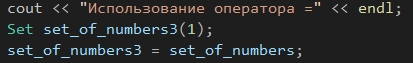 cout << "Использование оператора =" << endl;
Set set_of_numbers3(1);
set_of_numbers3 = set_of_numbers;